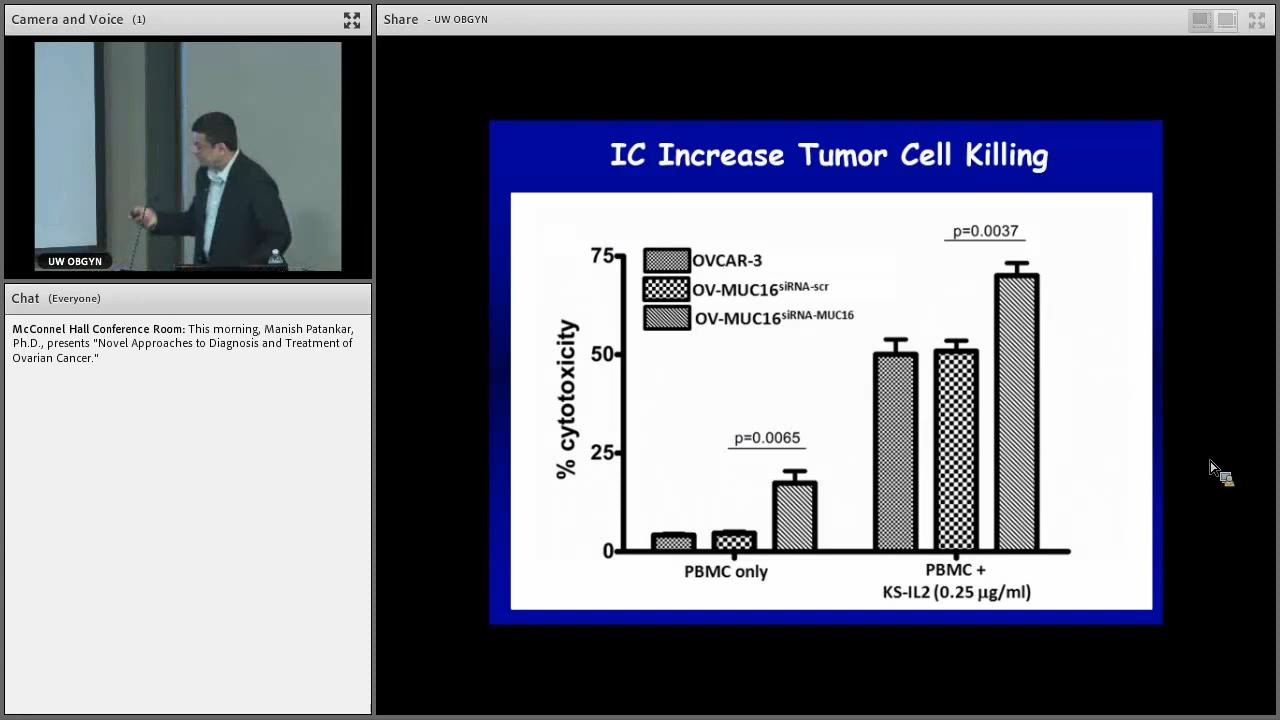 Camera and Voice (1)
UW OBGYN
Chat (Everyone)
McConnel Hall Conference Room: This morning, Manish Patankar,
Ph.D., presents "Novel Approaches to Diagnosis and Treatment of
Ovarian Cancer."
Share - UW OBGYN
IC Increase Tumor Cell Killing
% cytotoxicity
75
50
25
0
OVCAR-3
OV-MUC16siRNA-scr
OV-MUC16siRNA-MUC16
p=0.0065
p=0.0037
PBMC only
PBMC +
KS-IL2 (0.25 µg/ml)